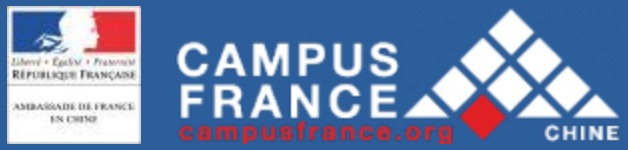 Liberté • Égalité • Fraternité
RÉPUBLIQUE FRANÇAISE
AMBASSADE DE FRANCE
EN CHINE
CAMPUS
FRANCE
campusfrance.org
CHINE